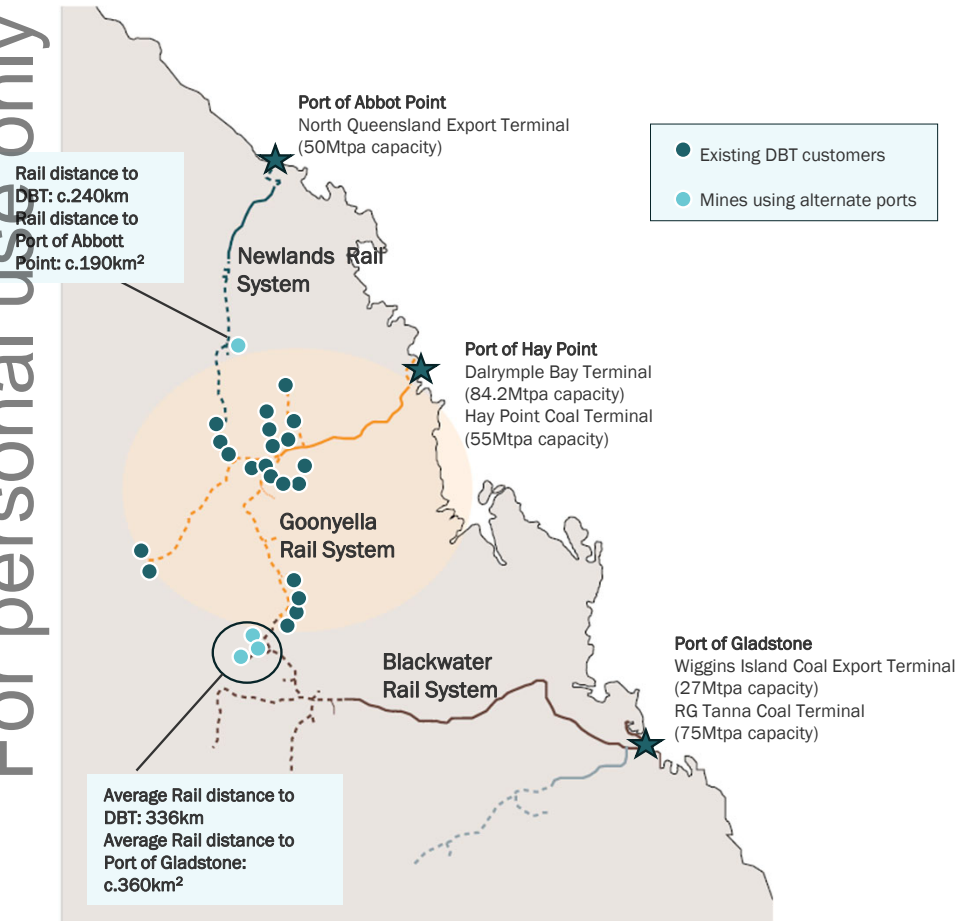 For personal use only
Port of Abbot Point
North Queensland Export Terminal
(50Mtpa capacity)
Existing DBT customers
Mines using alternate ports
Rail distance to
DBT: c.240km
Rail distance to
Port of Abbott
Point: c.190km²
Newlands Rail
System
Port of Hay Point
Dalrymple Bay Terminal
(84.2Mtpa capacity)
Hay Point Coal Terminal
(55Mtpa capacity)
Goonyella
Rail System
Port of Gladstone
Wiggins Island Coal Export Terminal
(27Mtpa capacity)
RG Tanna Coal Terminal
(75Mtpa capacity)
Blackwater
Rail System
Average Rail distance to
DBT: 336km
Average Rail distance to
Port of Gladstone:
c.360km²